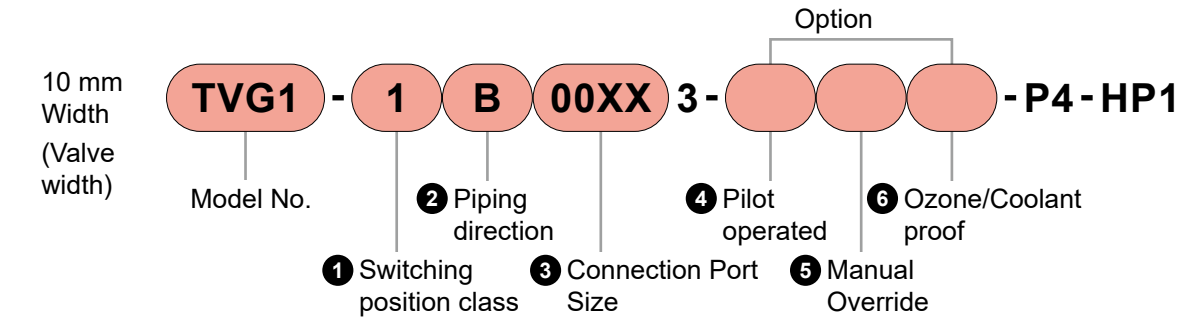 Option
10 mm
Width
(Valve
width)
TVG1 - 1 B 00XX 3 - - P4 - HP1
Model No.
2 Piping
direction
4 Pilot
operated
6 Ozone/Coolant
proof
1 Switching
position class
3 Connection Port
Size
5 Manual
Override